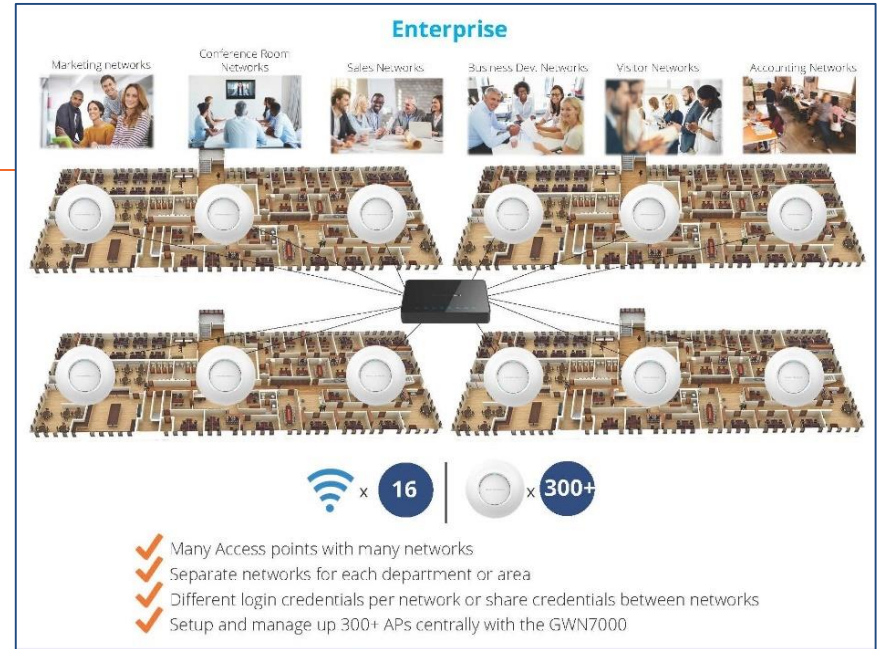 Enterprise
Marketing networks
Conference Room
Networks
Sales Networks
Business Dev. Networks
Visitor Networks
Accounting Networks
x 16
x 300+
Many Access points with many networks
Separate networks for each department or area
Different login credentials per network or share credentials between networks
Setup and manage up 300+ APs centrally with the GWN7000